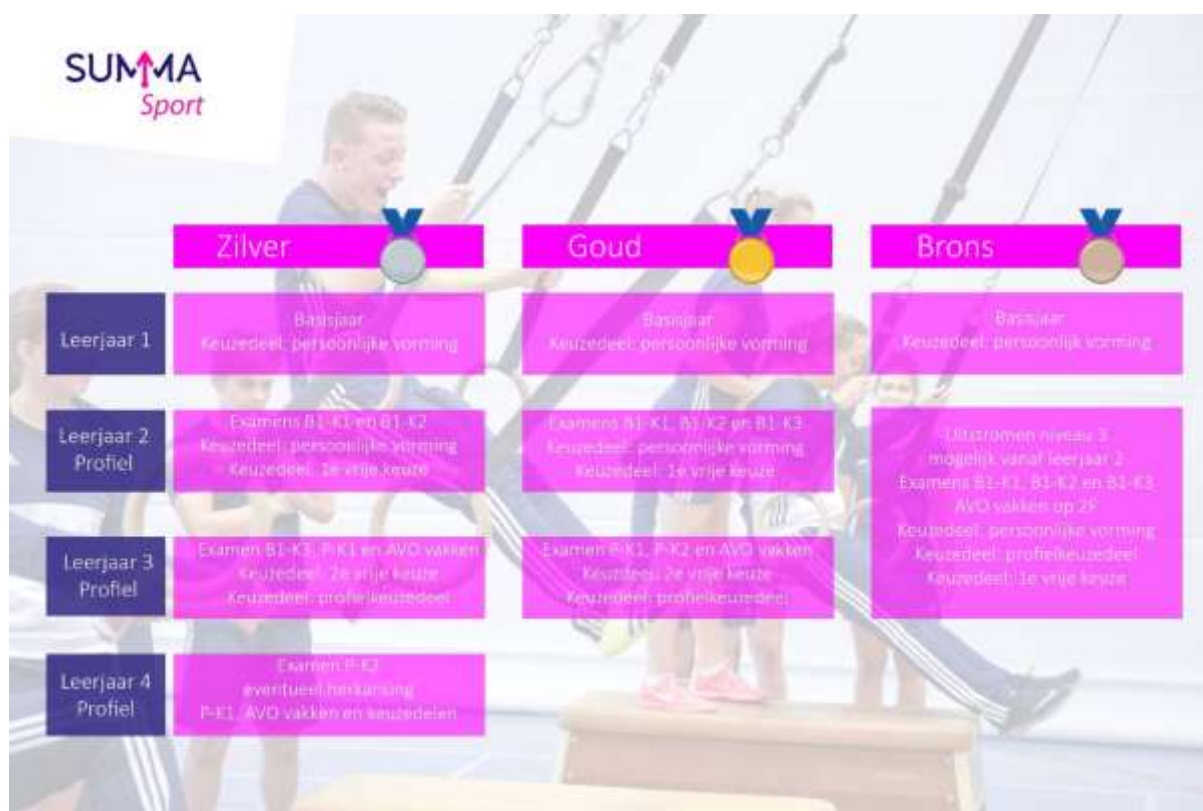 SUMMA
Sport
Zilver
Goud
Brons
Leerjaar 1
Basisjaar
Keuzedeel: persoonlijke vorming
Basisjaar
Keuzedeel: persoonlijke vorming
Basisjaar
Keuzedeel: persoonlijk vorming
Leerjaar 2
Profiel
Examens B1-K1 en B1-K2
Keuzedeel: persoonlijke vorming
Keuzedeel: 1e vrije keuze
Examens B1-K1, B1-K2 en B1-K3
Keuzedeel: persoonlijke vorming
Keuzedeel: 1e vrije keuze
Uitstromen niveau 3
mogelijk vanaf leerjaar 2
Examens B1-K1, B1-K2 en B1-K3
AVO vakken op 2F
Keuzedeel: persoonlijke vorming
Keuzedeel: profielkeuzedeel
Keuzedeel: 1e vrije keuze
Leerjaar 3
Profiel
Examen B1-K3, P-K1 en AVO vakken
Keuzedeel: 2e vrije keuze
Keuzedeel: profielkeuzedeel
Examen P-K1, P-K2 en AVO vakken
Keuzedeel: 2e vrije keuze
Keuzedeel: profielkeuzedeel
Leerjaar 4
Profiel
Examen P-K2
eventueel herkansing
P-K1, AVO vakken en keuzedelen